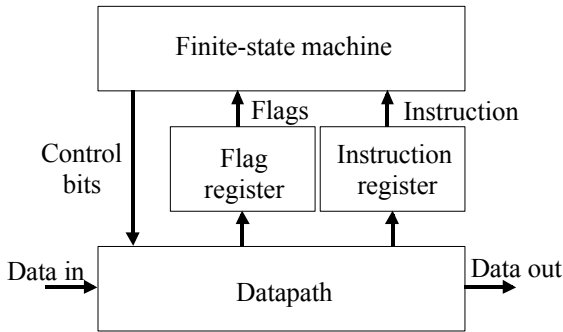 Finite-state machine
Flags
Instruction
Control
bits
Flag
register
Instruction
register
Data in
Data out
Datapath